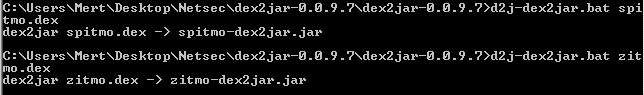 C:\Users\Mert\Desktop\Netsec\dex2jar-0.0.9.7\dex2jar-0.0.9.7>d2j-dex2jar.bat spi
tmo.dex
dex2jar spitmo.dex -> spitmo-dex2jar.jar
C:\Users\Mert\Desktop\Netsec\dex2jar-0.0.9.7\dex2jar-0.0.9.7>d2j-dex2jar.bat zit
mo.dex
dex2jar zitmo.dex -> zitmo-dex2jar.jar